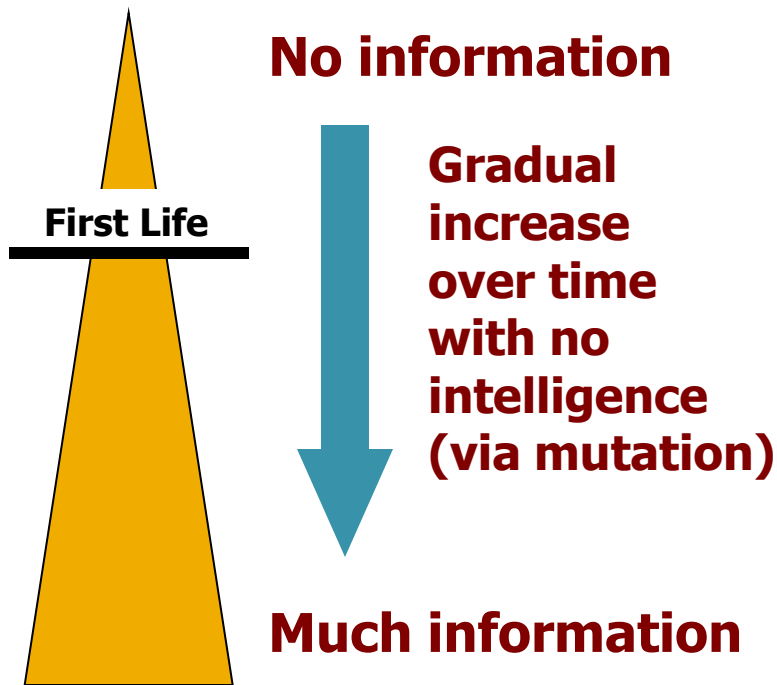 No information
First Life
Gradual
increase
over time
with no
intelligence
(via mutation)
Much information